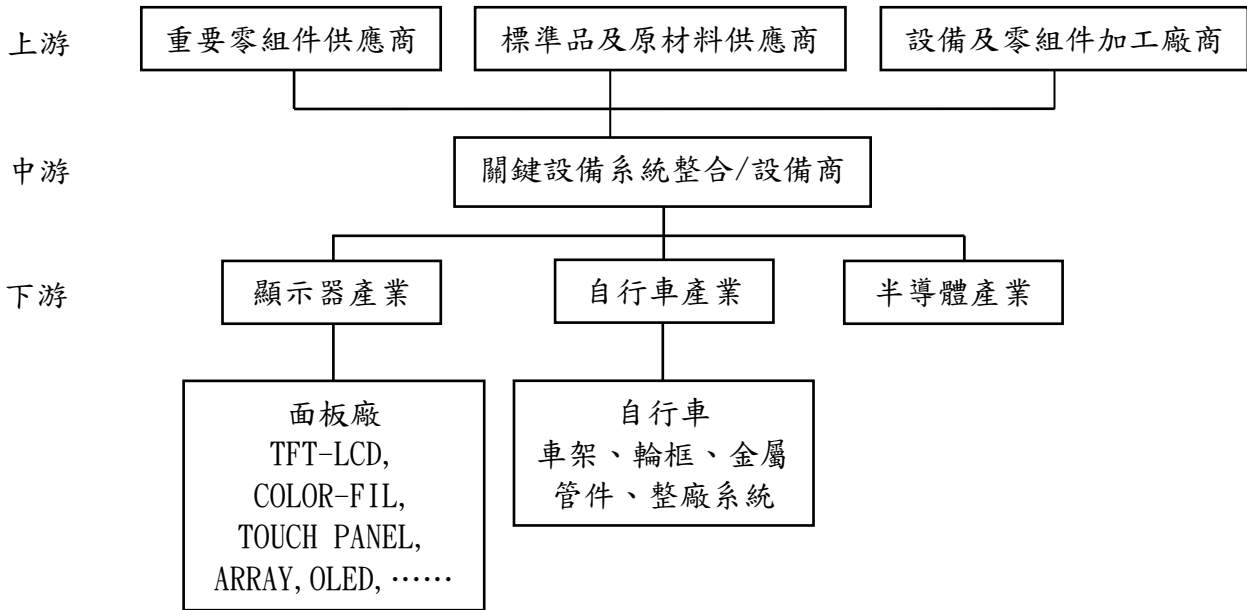 上游
重要零組件供應商
標準品及原材料供應商
設備及零組件加工廠商
中游
關鍵設備系統整合/設備商
下游
顯示器產業
自行車產業
半導體產業
面板廠
TFT-LCD,
COLOR-FIL,
TOUCH PANEL,
ARRAY,OLED,……
自行車
車架、輪框、金屬
管件、整廠系統